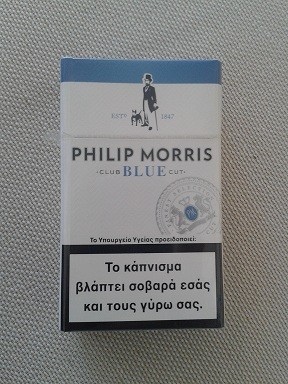 ESTD 1847
PHILIP MORRIS
·CLUB BLUE CUT·
Το Υπουργείο Υγείας προειδοποιεί:
Το κάπνισμα
βλάπτει σοβαρά εσάς
και τους γύρω σας.